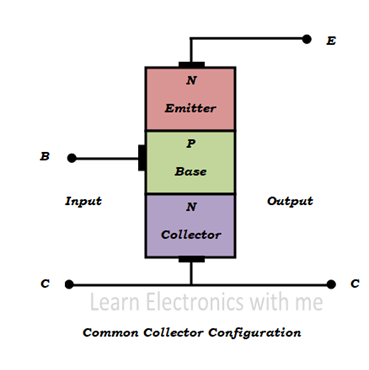 E
N
Emitter
B
P
Base
Input
Output
N
Collector
C
C
Learn Electronics with me
Common Collector Configuration